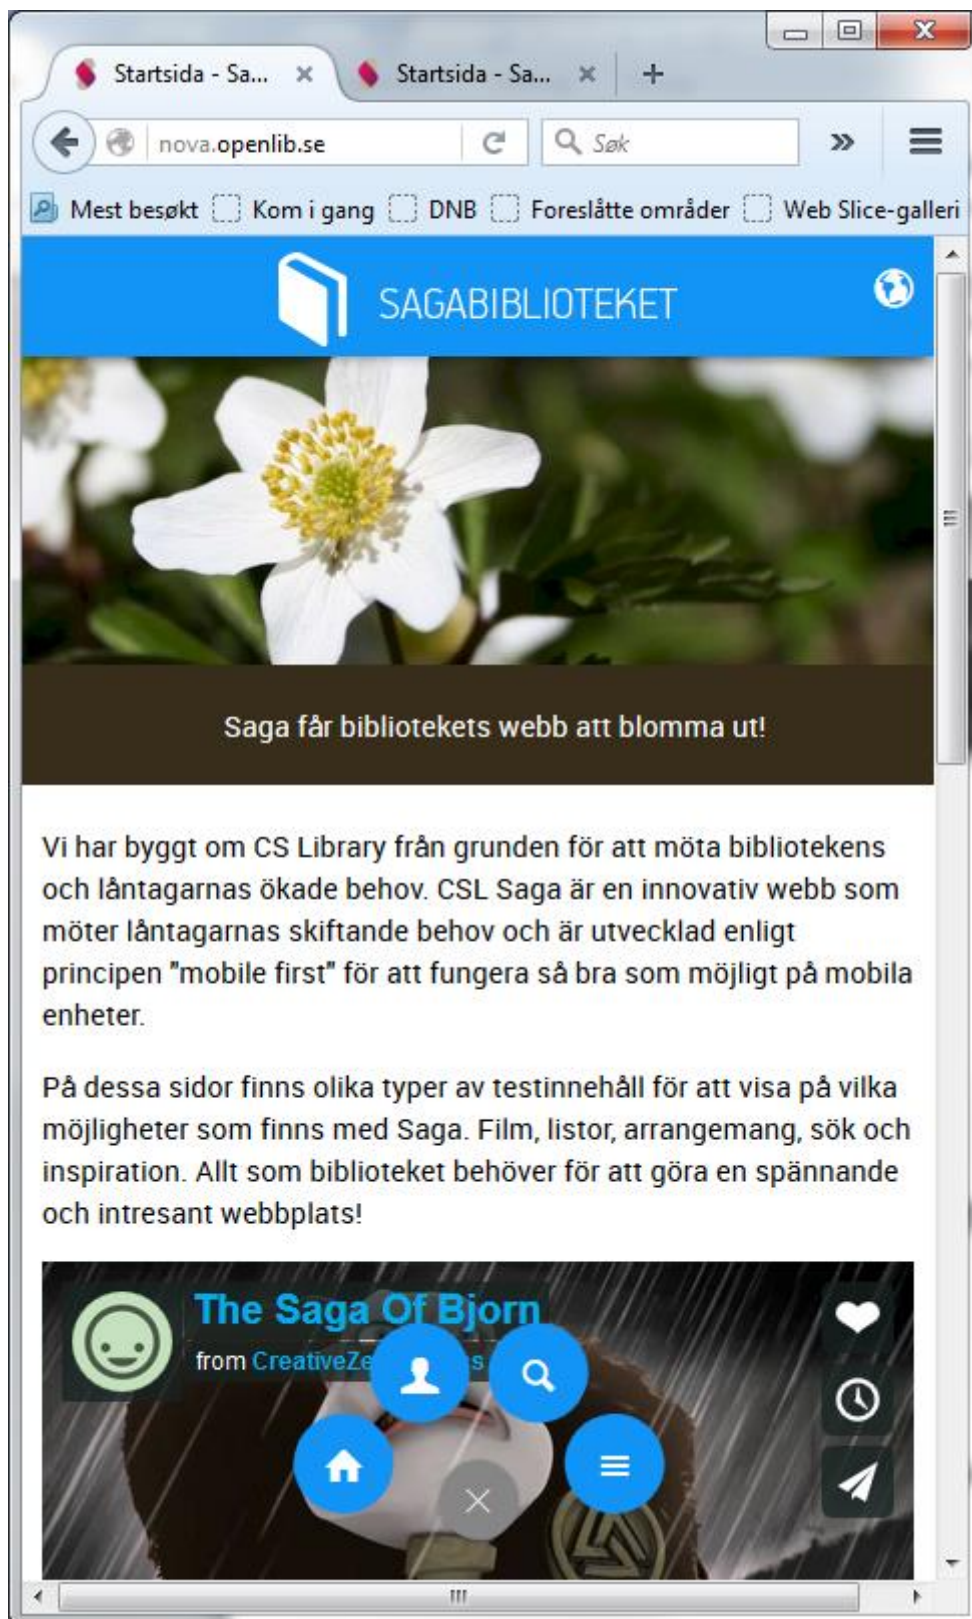 Startsida - Sa...
Startsida - Sa...
nova.openlib.se
Søk
Mest besøkt
Kom i gang
DNB
Foreslåtte områder
Web Slice-galleri
SAGABIBLIOTEKET
Saga får bibliotekets webb att blomma ut!
Vi har byggt om CS Library från grunden för att möta bibliotekens
och låntagarnas ökade behov. CSL Saga är en innovativ webb som
möter låntagarnas skiftande behov och är utvecklad enligt
principen "mobile first" för att fungera så bra som möjligt på mobila
enheter.
På dessa sidor finns olika typer av testinnehåll för att visa på vilka
möjligheter som finns med Saga. Film, listor, arrangemang, sök och
inspiration. Allt som biblioteket behöver för att göra en spännande
och intresant webbplats!
The Saga Of Bjorn
from